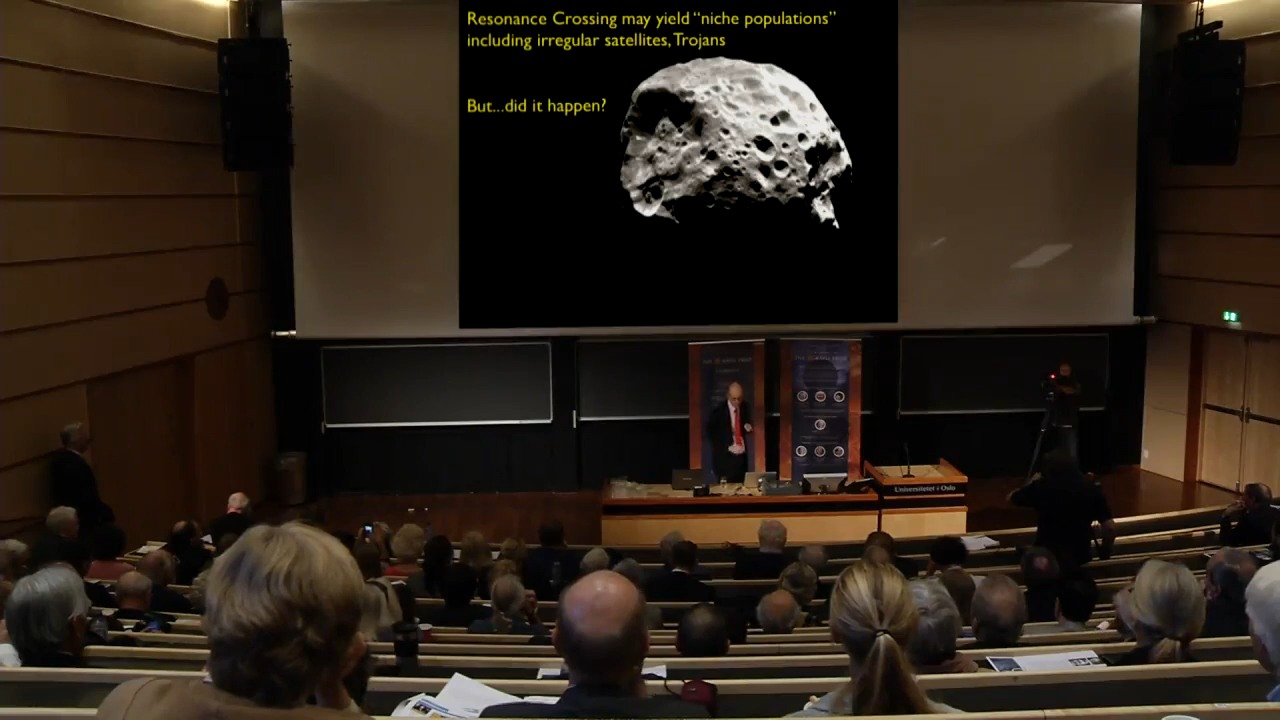 Resonance Crossing may yield “niche populations”
including irregular satellites, Trojans
But...did it happen?
Universitetet i Oslo